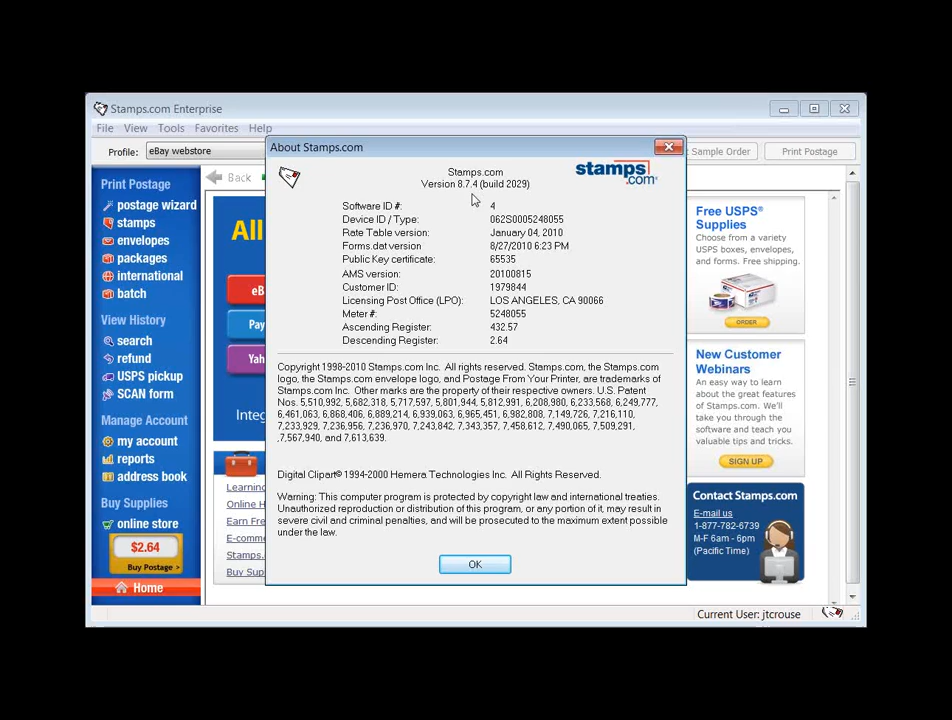 Stamps.com Enterprise
File View Tools Favorites Help
Profile: eBay webstore
t Sample Order
Print Postage
Back
Print Postage
postage wizard
stamps
envelopes
packages
international
batch
View History
search
refund
USPS pickup
SCAN form
Manage Account
my account
reports
address book
Buy Supplies
online store
$2.64
Buy Postage >
Home
All
eB
Pay
Yah
Integ
Learning
Online H
Earn Fre
E-comme
Stamps.
Buy Sup
About Stamps.com
Stamps.com
Version 8.7.4 (build 2029)
stamps.com
Software ID #: 4
Device ID / Type: 062S0005248055
Rate Table version: January 04, 2010
Forms.dat version: 8/27/2010 6:23 PM
Public Key certificate: 65535
AMS version: 20100815
Customer ID: 1979844
Licensing Post Office (LPO): LOS ANGELES, CA 90066
Meter #: 5248055
Ascending Register: 432.57
Descending Register: 2.64
Copyright 1998-2010 Stamps.com Inc. All rights reserved. Stamps.com, the Stamps.com
logo, the Stamps.com envelope logo, and Postage From Your Printer, are trademarks of
Stamps.com Inc. Other marks are the property of their respective owners. U.S. Patent
Nos. 5,510,992, 5,682,318, 5,717,597, 5,801,944, 5,812,991, 6,208,980, 6,233,568, 6,249,777,
6,461,063, 6,868,406, 6,889,214, 6,939,063, 6,965,451, 6,982,808, 7,149,726, 7,216,110,
7,233,929, 7,236,956, 7,236,970, 7,243,842, 7,343,357, 7,458,612, 7,490,065, 7,509,291,
,7,567,940, and 7,613,639.
Digital Clipart© 1994-2000 Hemera Technologies Inc. All Rights Reserved.
Warning: This computer program is protected by copyright law and international treaties.
Unauthorized reproduction or distribution of this program, or any portion of it, may result in
severe civil and criminal penalties, and will be prosecuted to the maximum extent possible
under the law.
OK
Free USPS®
Supplies
Choose from a variety
USPS boxes, envelopes,
and forms. Free shipping.
ORDER
New Customer
Webinars
An easy way to learn
about the great features
of Stamps.com. We'll
take you through the
software and teach you
valuable tips and tricks.
SIGN UP
Contact Stamps.com
E-mail us
1-877-782-6739
M-F 6am - 6pm
(Pacific Time)
Current User: jtcrouse